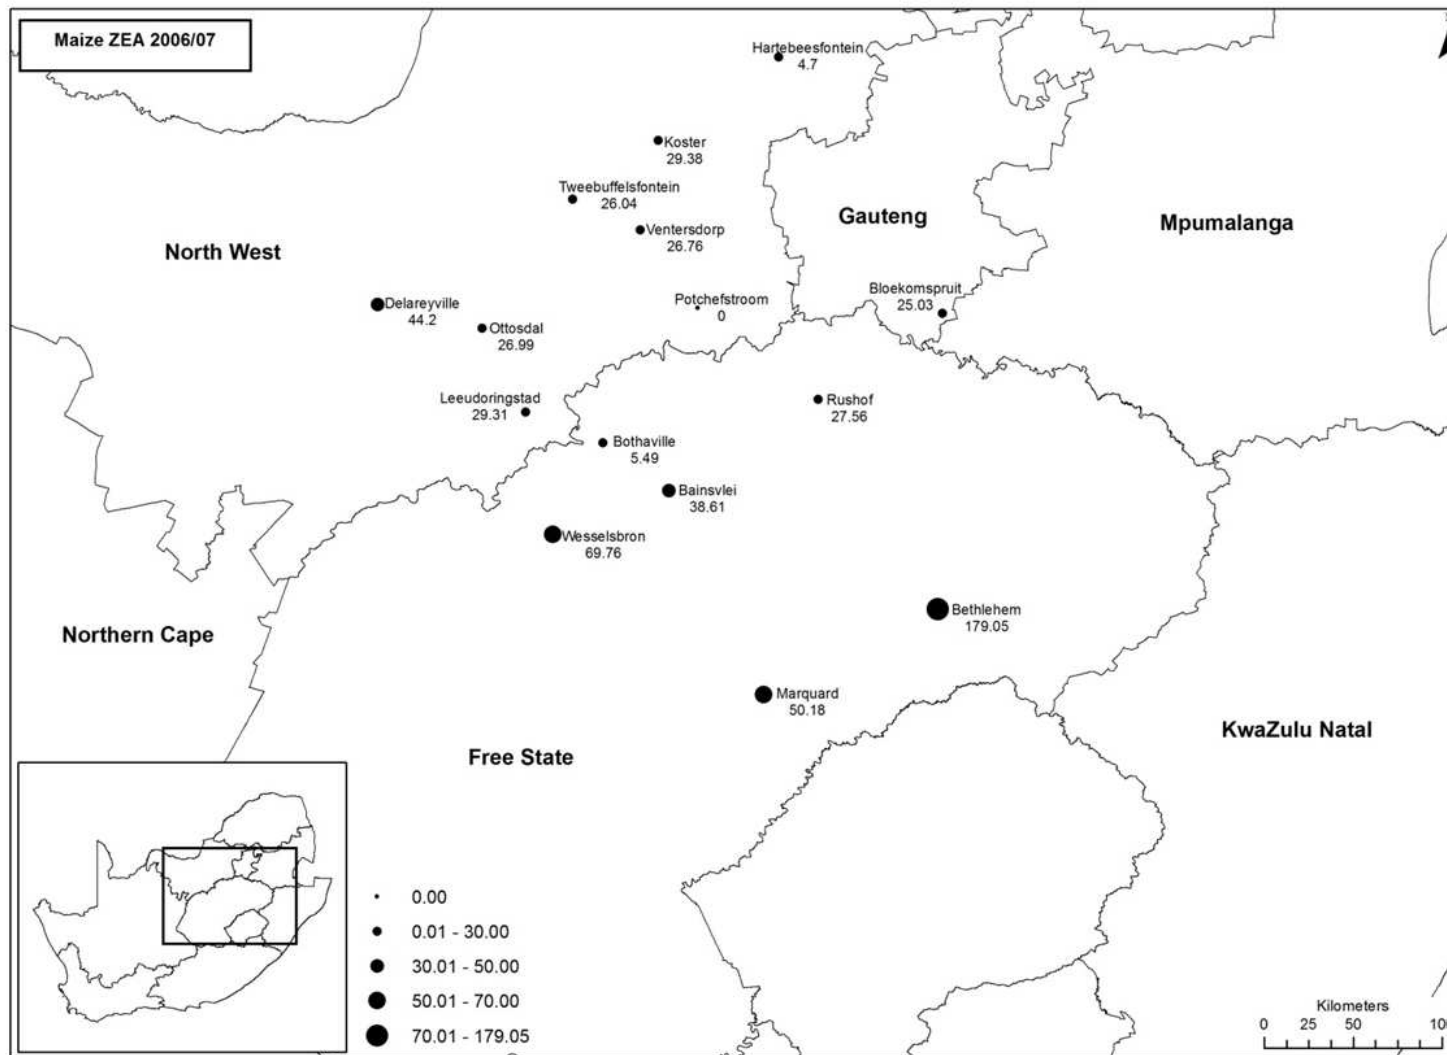 Maize ZEA 2006/07
Hartebeesfontein
4.7
Koster
29.38
Tweebuffelsfontein
26.04
Ventersdorp
26.76
Gauteng
Mpumalanga
North West
Bloekomspruit
25.03
Potchefstroom
0
Delareyville
44.2
Ottosdal
26.99
Leeudoringstad
29.31
Rushof
27.56
Bothaville
5.49
Bainsvlei
38.61
Wesselsbron
69.76
Bethlehem
179.05
Northern Cape
Marquard
50.18
KwaZulu Natal
Free State
0.00
0.01 - 30.00
30.01 - 50.00
50.01 - 70.00
70.01 - 179.05
Kilometers
0 25 50